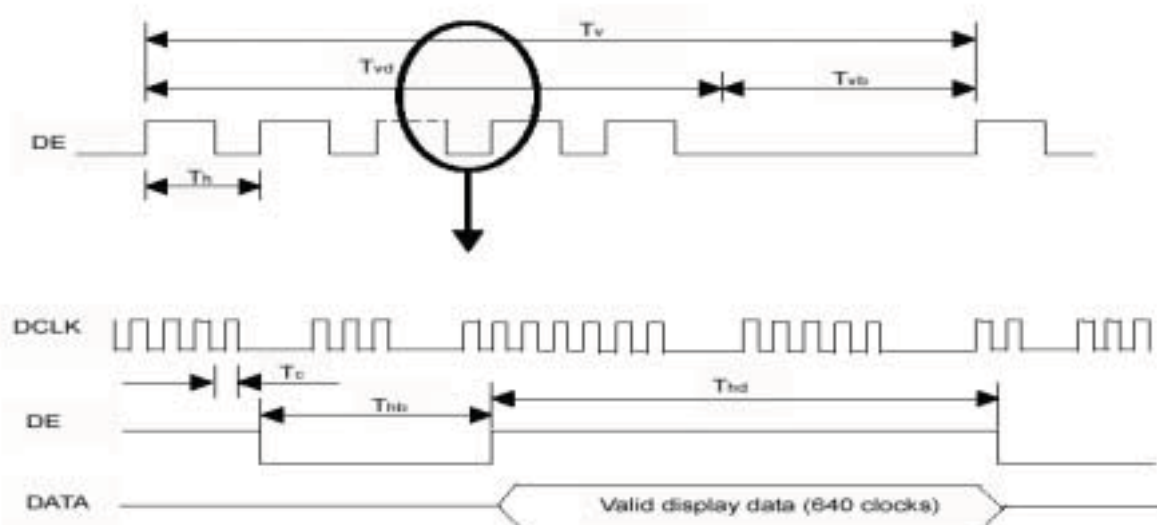 Tv
Tvd
Tvb
DE
Th
DCLK
Tc
Thb
Thd
DE
DATA
Valid display data (640 clocks)